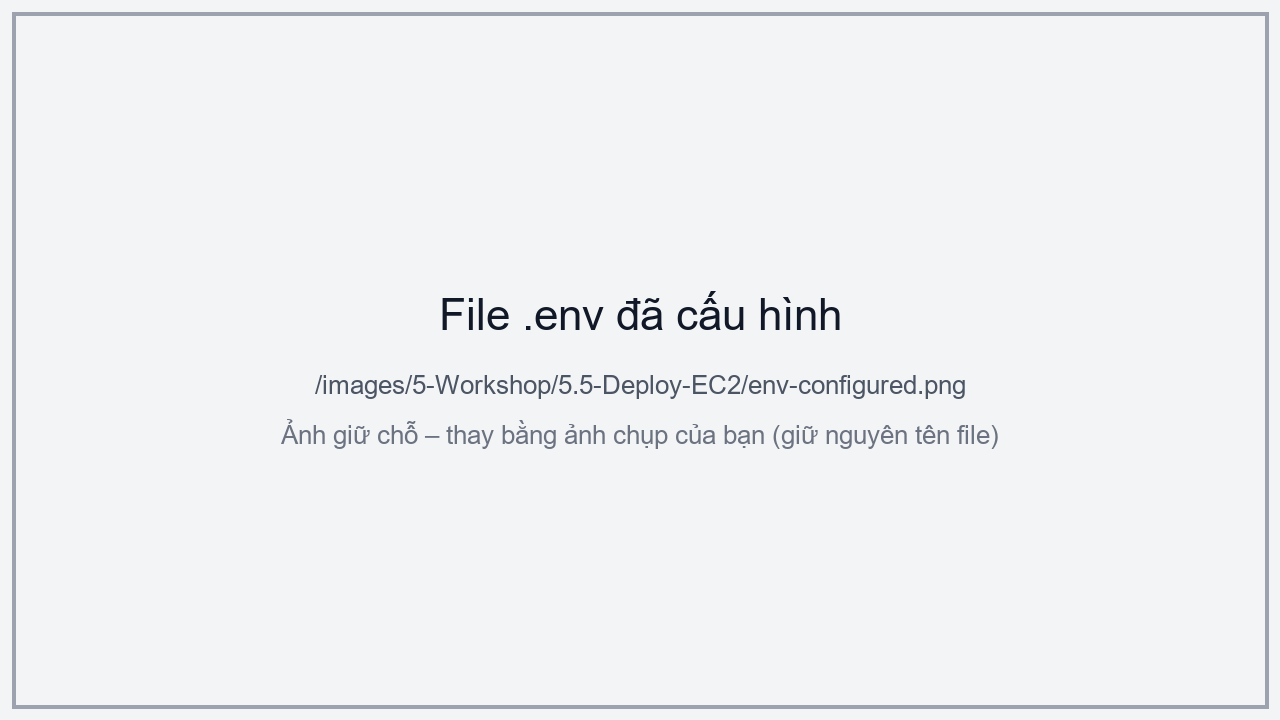 File .env đã cấu hình
/images/5-Workshop/5.5-Deploy-EC2/env-configured.png
Ảnh giữ chỗ – thay bằng ảnh chụp của bạn (giữ nguyên tên file)